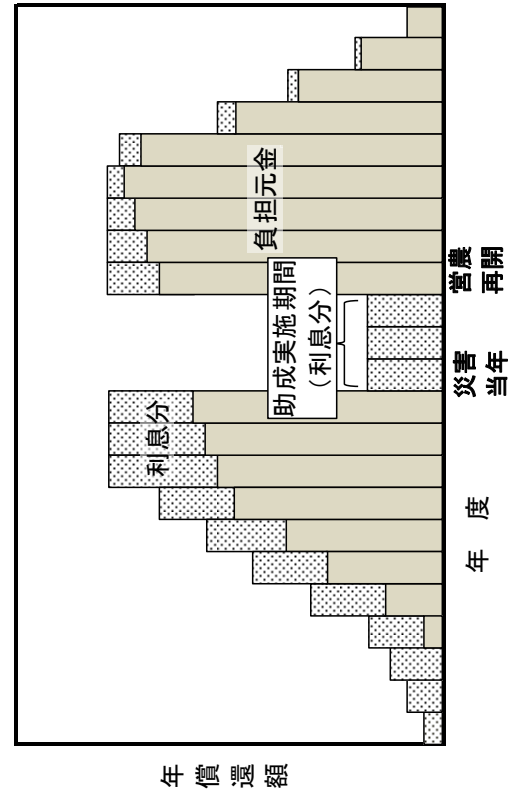 年償還額
利息分
負担元金
助成実施期間
（利息分）
災害
当年
営農
再開
年　度